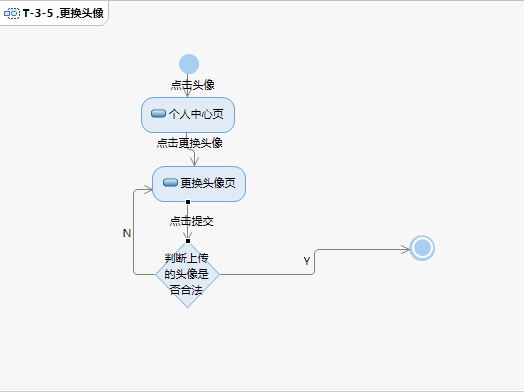 T-3-5 ,更换头像
点击头像
个人中心页
点击更换头像
更换头像页
点击提交
N
判断上传
的头像是
否合法
Y